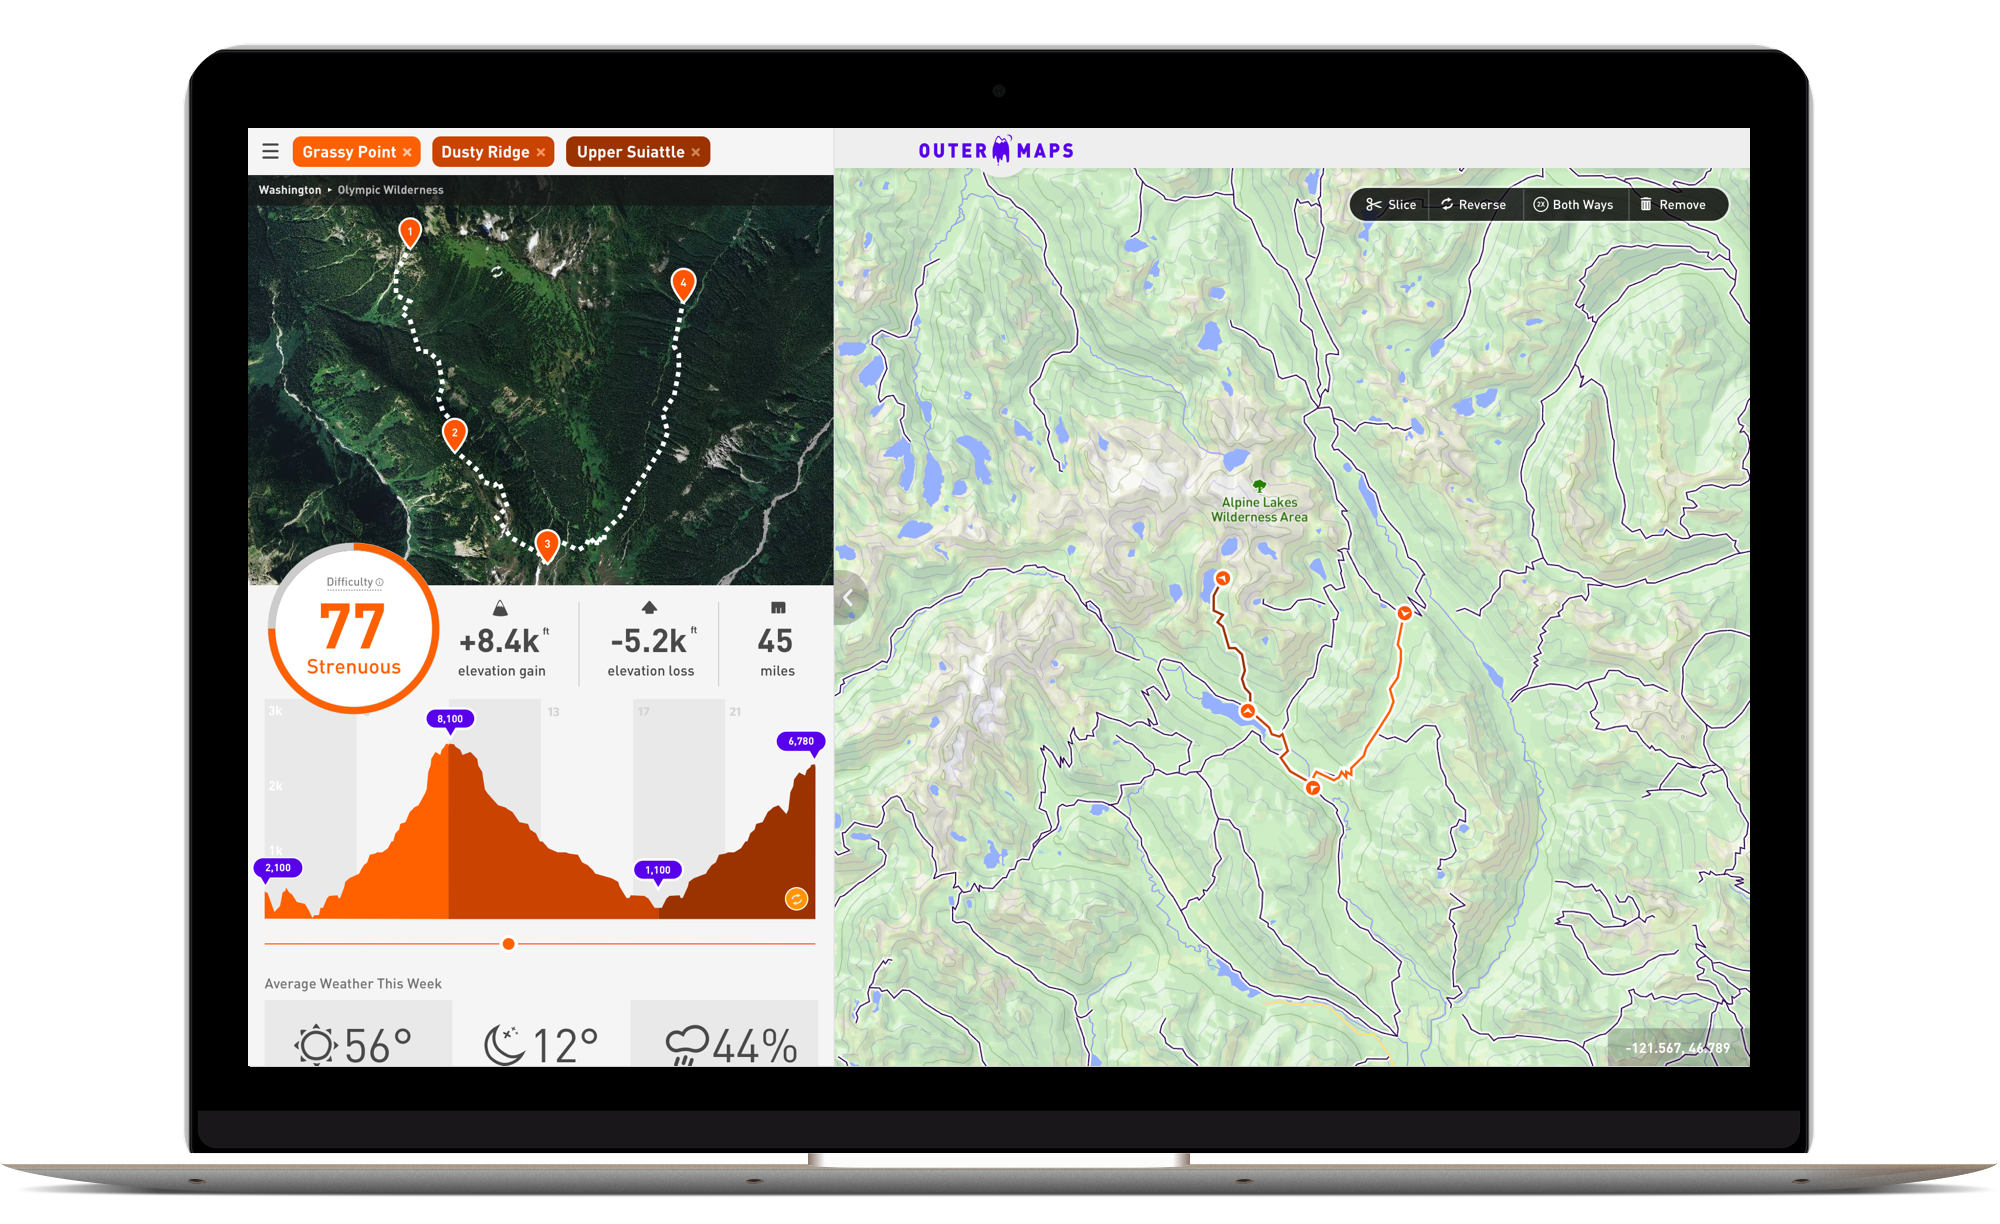 Grassy Point ×
Dusty Ridge ×
Upper Suiattle ×
OUTER MAPS
Washington ▸ Olympic Wilderness
Slice
Reverse
2X Both Ways
Remove
1
4
2
3
Alpine Lakes
Wilderness Area
Difficulty
77
Strenuous
+8.4k ft
elevation gain
-5.2k ft
elevation loss
45
miles
3k
13
17
21
8,100
6,780
2k
1k
2,100
1,100
Average Weather This Week
56°
12°
44%
-121.567, 46.789